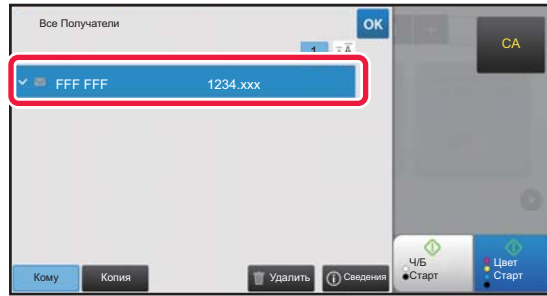 Все Получатели
OK
1
CA
FFF FFF 1234.xxx
Кому
Копия
Удалить
Сведения
Ч/Б
Старт
Цвет
Старт